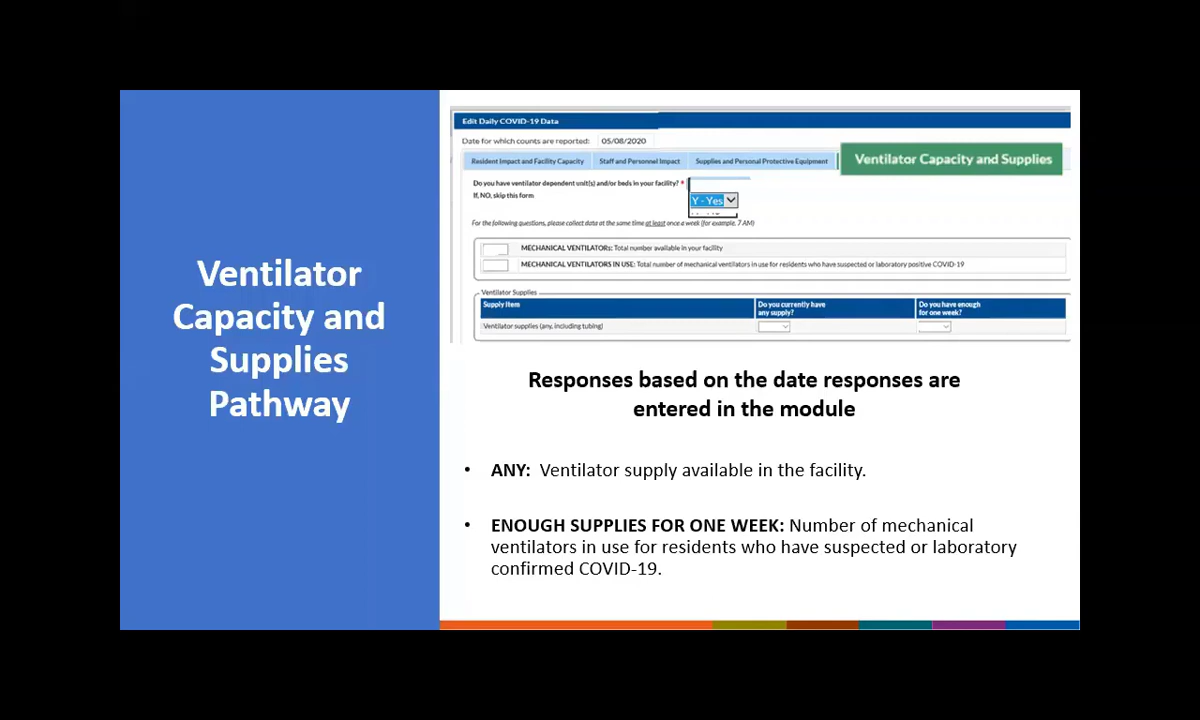 Ventilator
Capacity and
Supplies
Pathway
Edit Daily COVID-19 Data
Date for which counts are reported: 05/08/2020
Resident Impact and Facility Capacity Staff and Personnel Impact Supplies and Personal Protective Equipment Ventilator Capacity and Supplies
Do you have ventilator dependent unit(s) and/or beds in your facility? *
If, NO, skip this form
Y - Yes
For the following questions, please collect data at the same time at least once a week (for example, 7 AM)
MECHANICAL VENTILATORs: Total number available in your facility
MECHANICAL VENTILATORS IN USE: Total number of mechanical ventilators in use for residents who have suspected or laboratory positive COVID-19
Ventilator Supplies
Supply Item Do you currently have Do you have enough
any supply? for one week?
Ventilator supplies (any, including tubing)
Responses based on the date responses are
entered in the module
• ANY: Ventilator supply available in the facility.
• ENOUGH SUPPLIES FOR ONE WEEK: Number of mechanical
ventilators in use for residents who have suspected or laboratory
confirmed COVID-19.